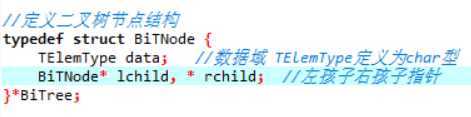 //定义二叉树节点结构
typedef struct BiTNode {
TElemType data; //数据域 TElemType定义为char型
BiTNode* lchild, * rchild; //左孩子右孩子指针
}*BiTree;